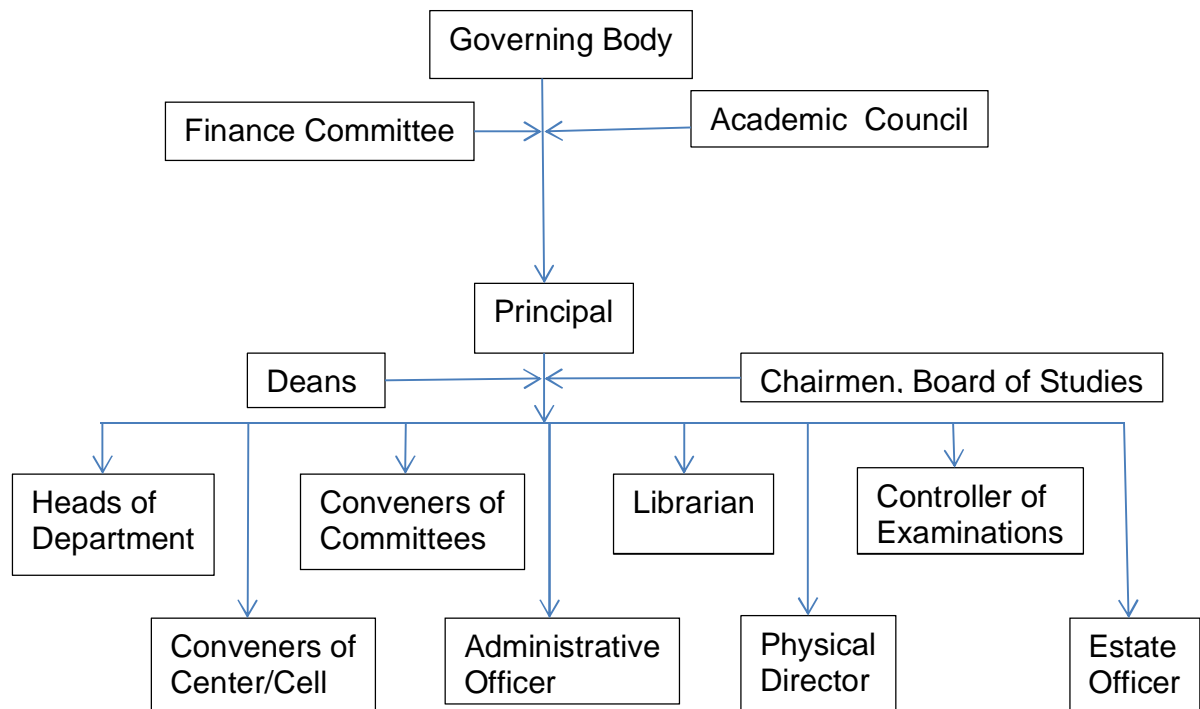 Governing Body
Finance Committee
Academic Council
Principal
Deans
Chairmen, Board of Studies
Heads of
Department
Conveners of
Committees
Librarian
Controller of
Examinations
Conveners of
Center/Cell
Administrative
Officer
Physical
Director
Estate
Officer